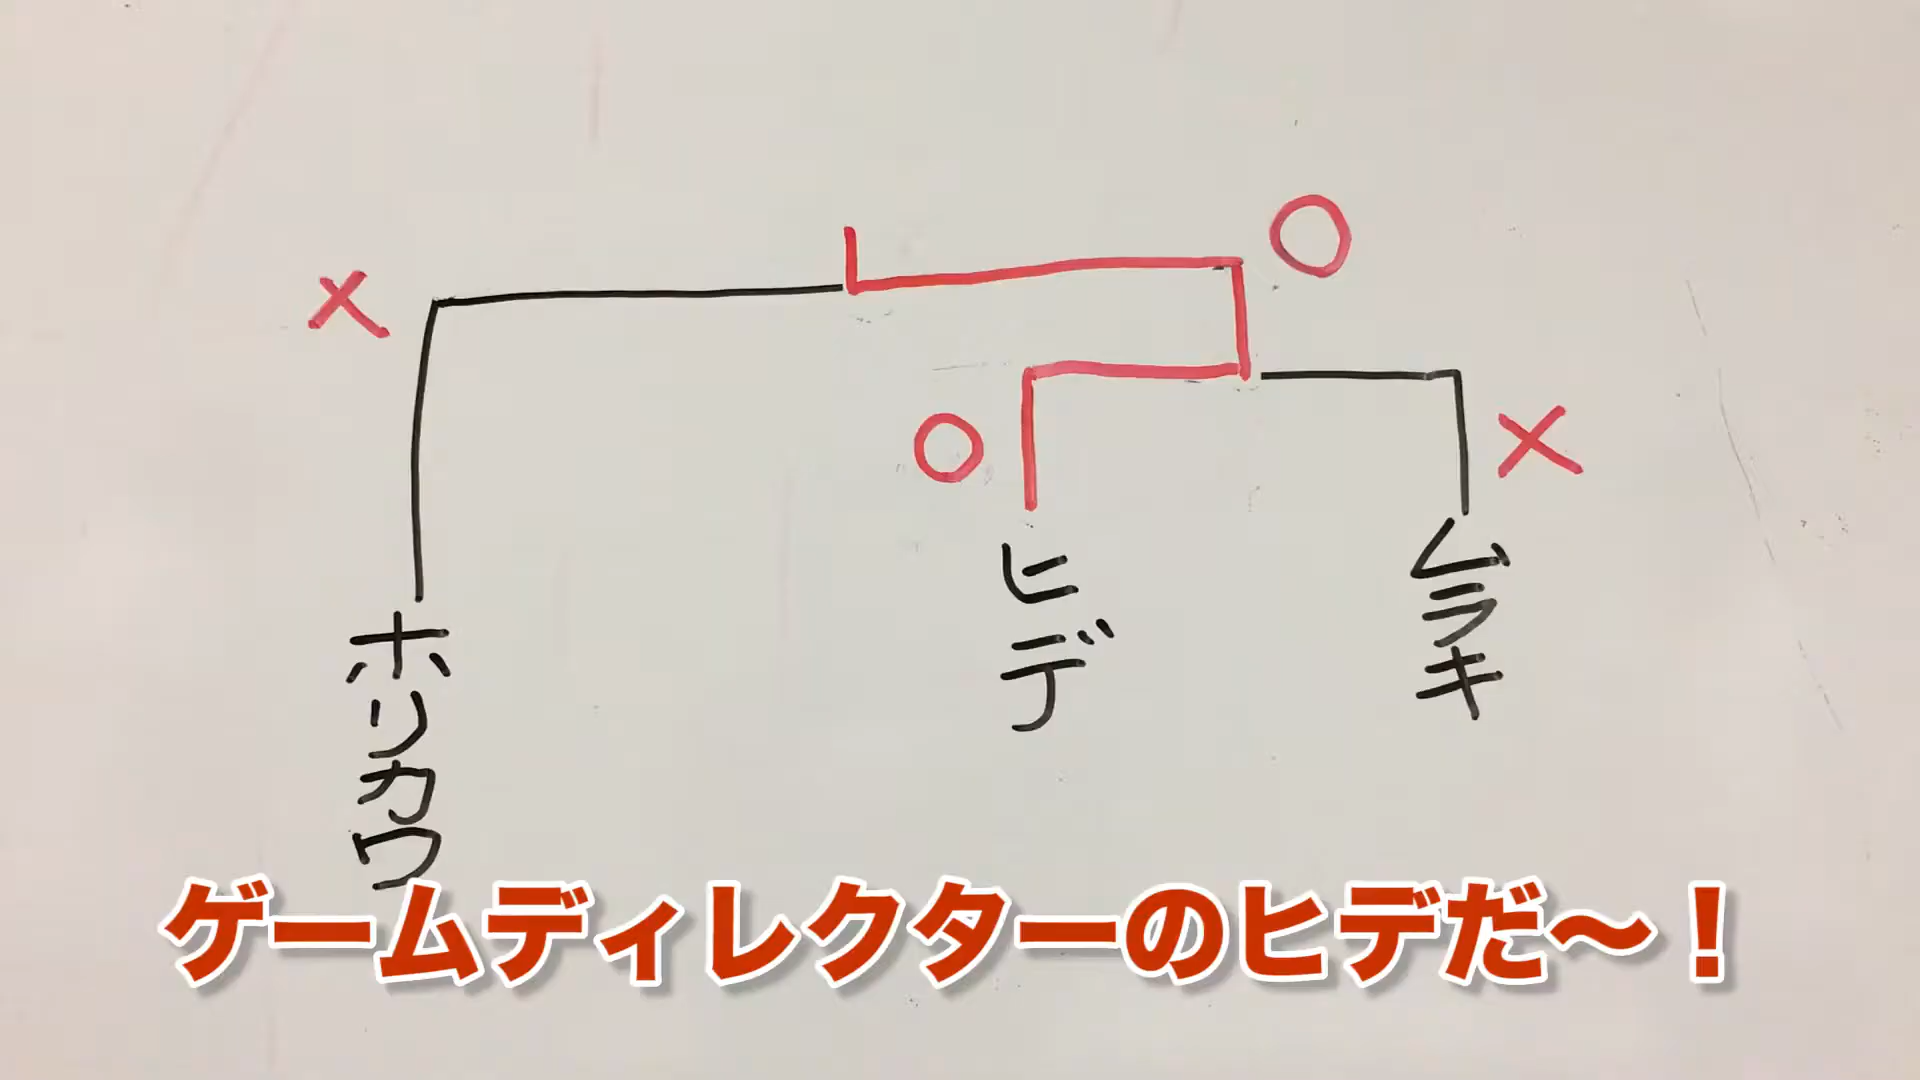 ×
○
○
×
ホリカワ
ヒデ
ムラキ
ゲームディレクターのヒデだ〜！